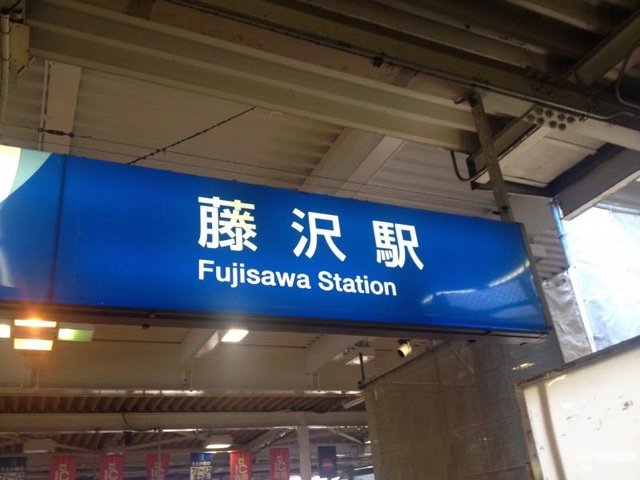 藤沢駅
Fujisawa Station